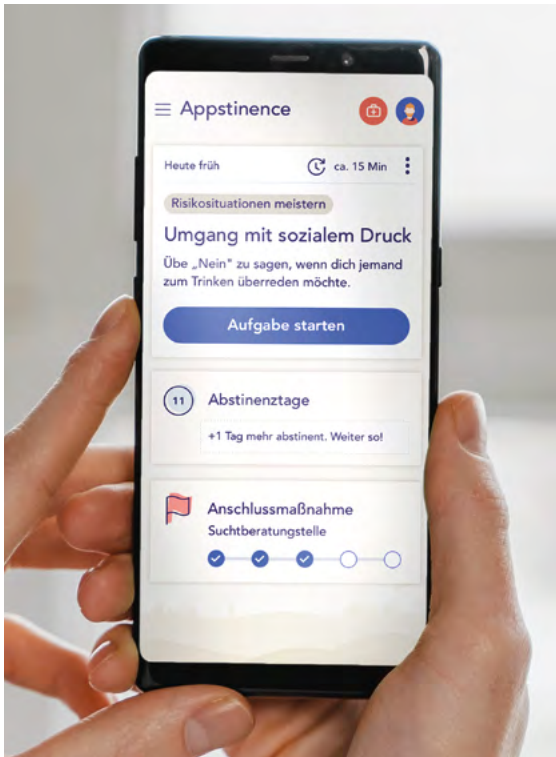 Appstinence
Heute früh
ca. 15 Min
Risikosituationen meistern
Umgang mit sozialem Druck
Übe „Nein" zu sagen, wenn dich jemand
zum Trinken überreden möchte.
Aufgabe starten
11
Abstinenztage
+1 Tag mehr abstinent. Weiter so!
Anschlussmaßnahme
Suchtberatungstelle